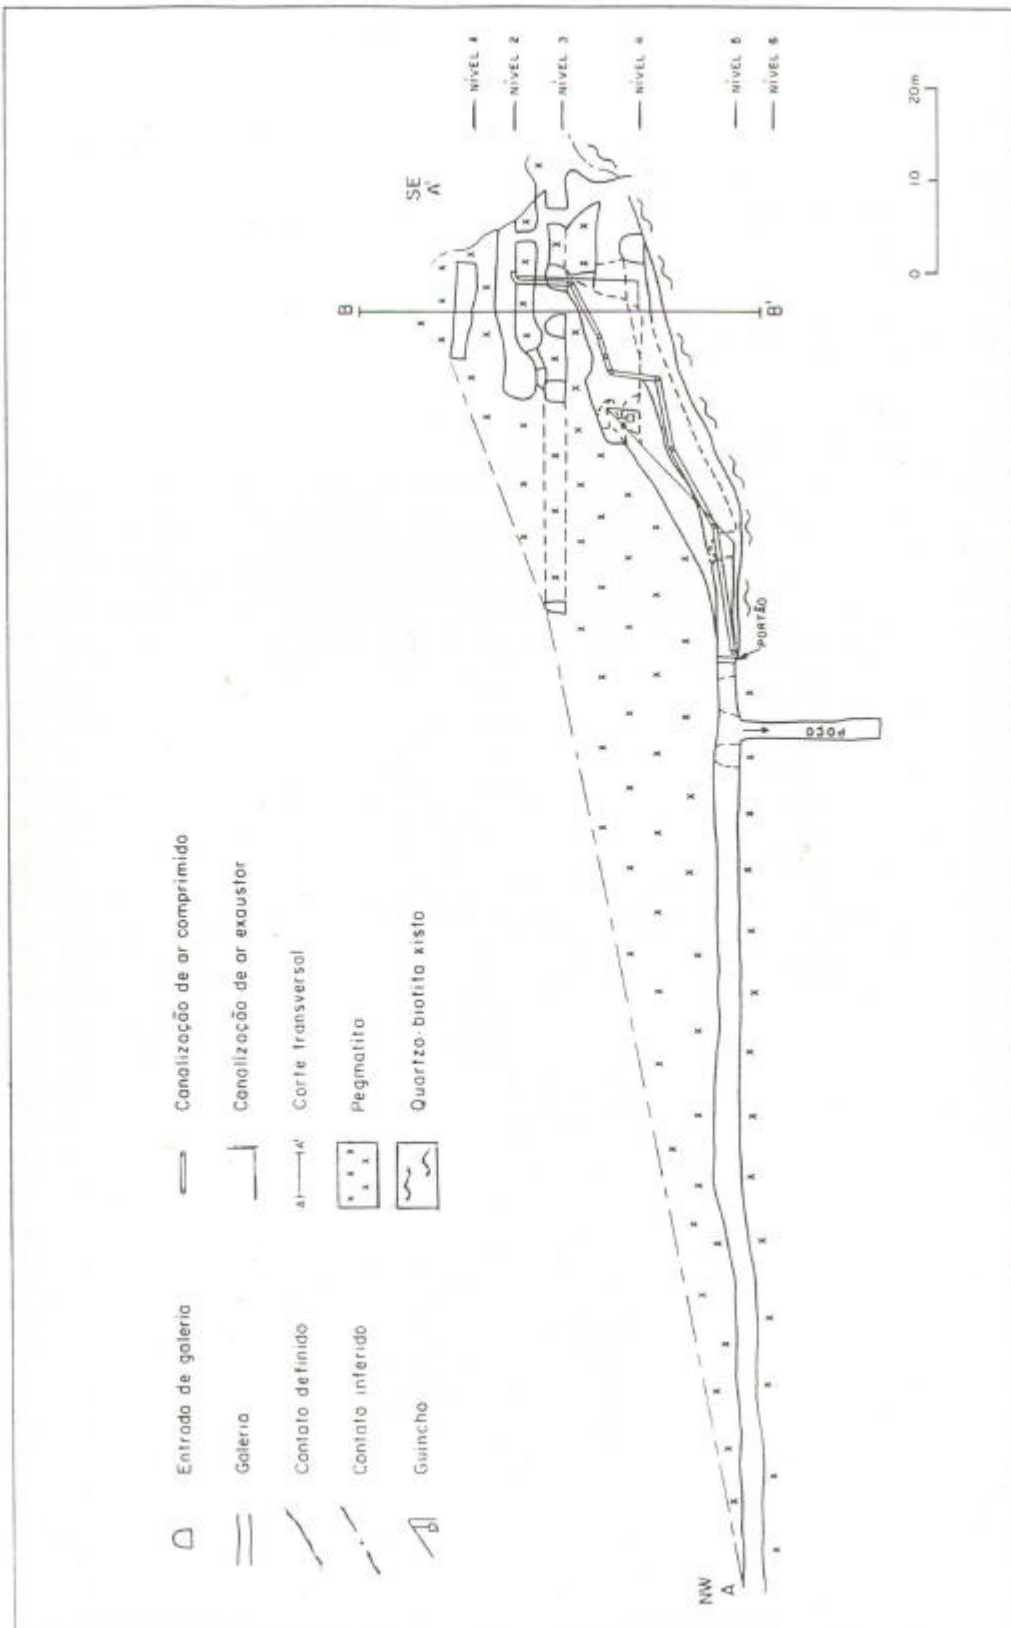 Entrada de galeria
Galeria
Contato definido
Contato inferido
Guincho
Canalização de ar comprimido
Canalização de ar exaustor
A A' Corte transversal
Pegmatito
Quartzo-biotita xisto
SE
A'
NÍVEL 1
NÍVEL 2
NÍVEL 3
NÍVEL 4
NÍVEL 5
NÍVEL 6
B
B'
PORTÃO
POÇO
NW
A
0 10 20m